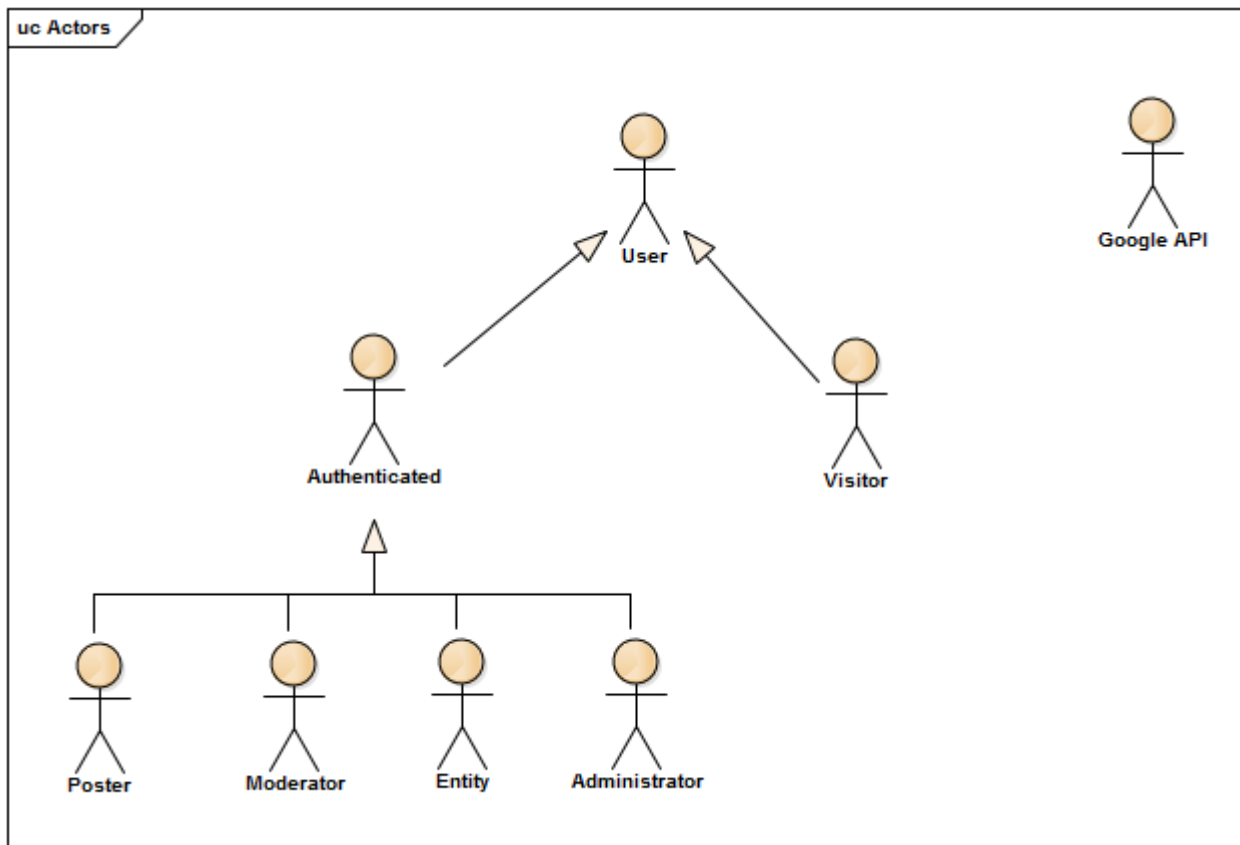 uc Actors
User
Google API
Authenticated
Visitor
Poster
Moderator
Entity
Administrator